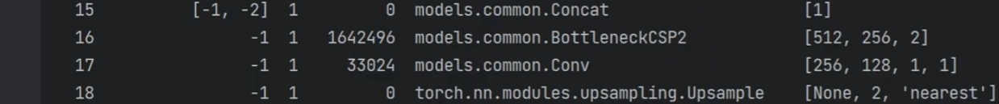 15 [-1, -2] 1 0 models.common.Concat [1]
16 -1 1 1642496 models.common.BottleneckCSP2 [512, 256, 2]
17 -1 1 33024 models.common.Conv [256, 128, 1, 1]
18 -1 1 0 torch.nn.modules.upsampling.Upsample [None, 2, 'nearest']